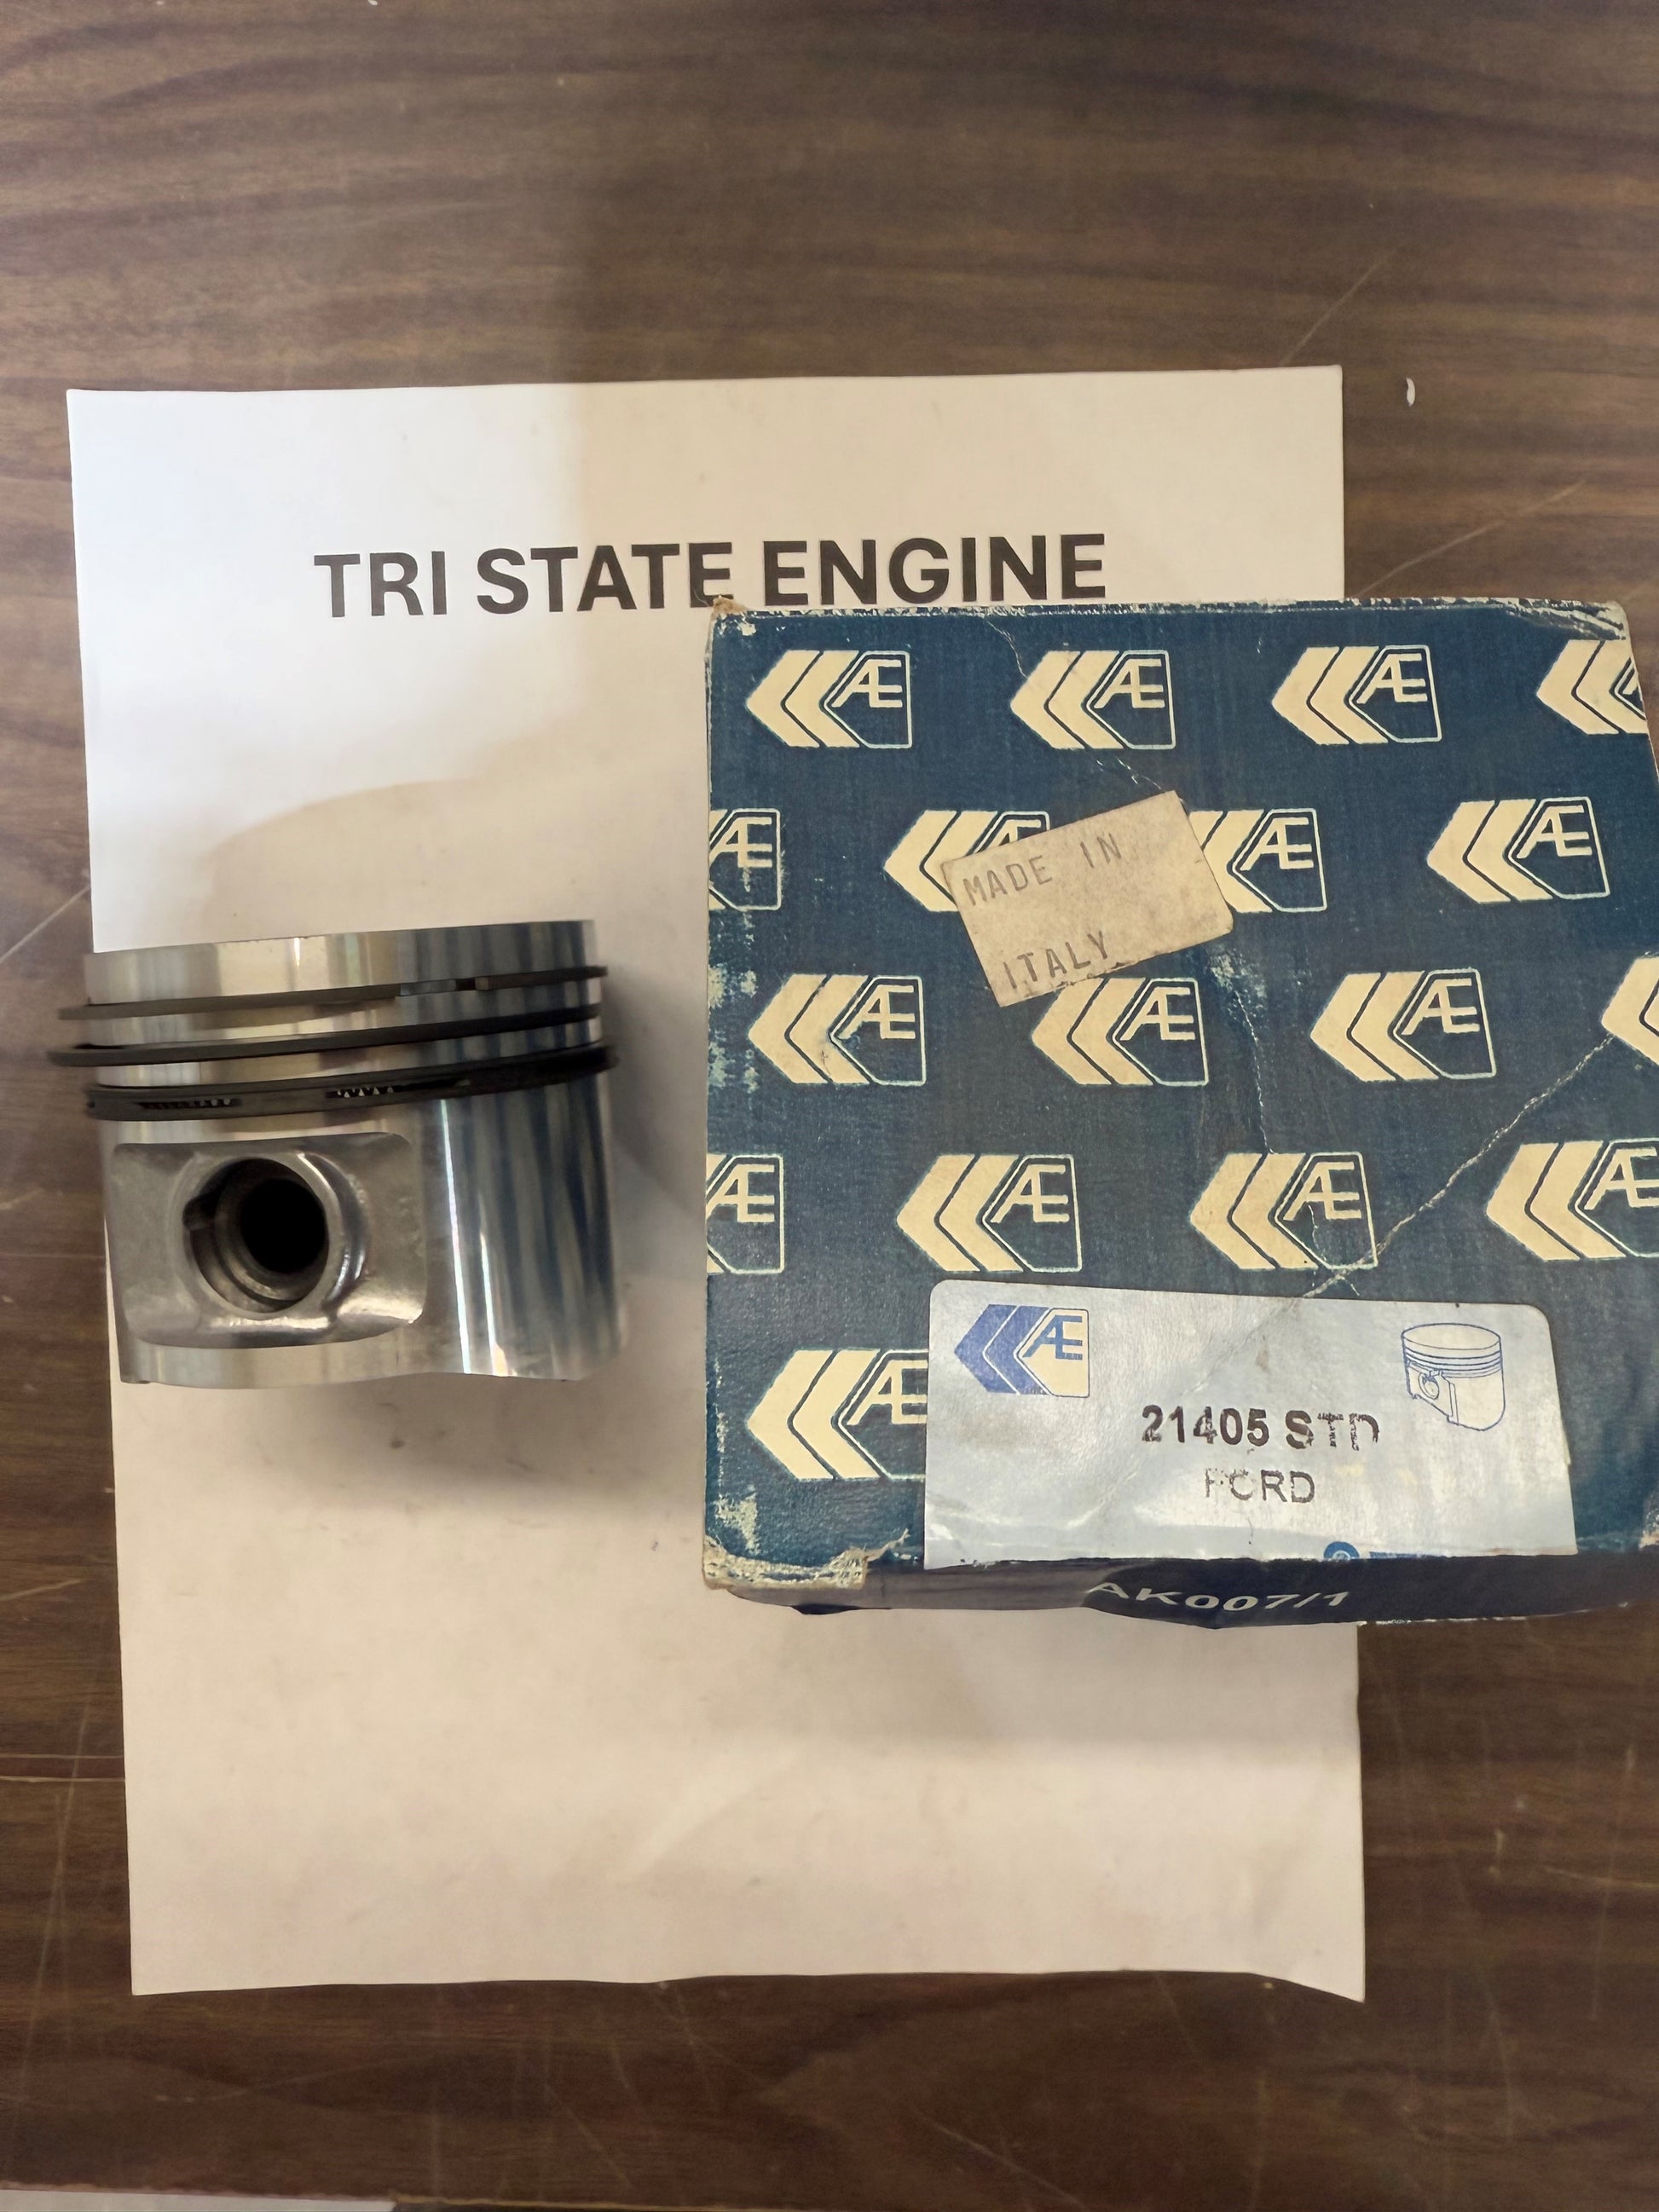 TRI STATE ENGINE
Æ Æ Æ
Æ Æ Æ Æ
MADE IN
ITALY
Æ Æ Æ
Æ Æ Æ Æ
Æ
Æ
21405 STD
FORD
AK007/1